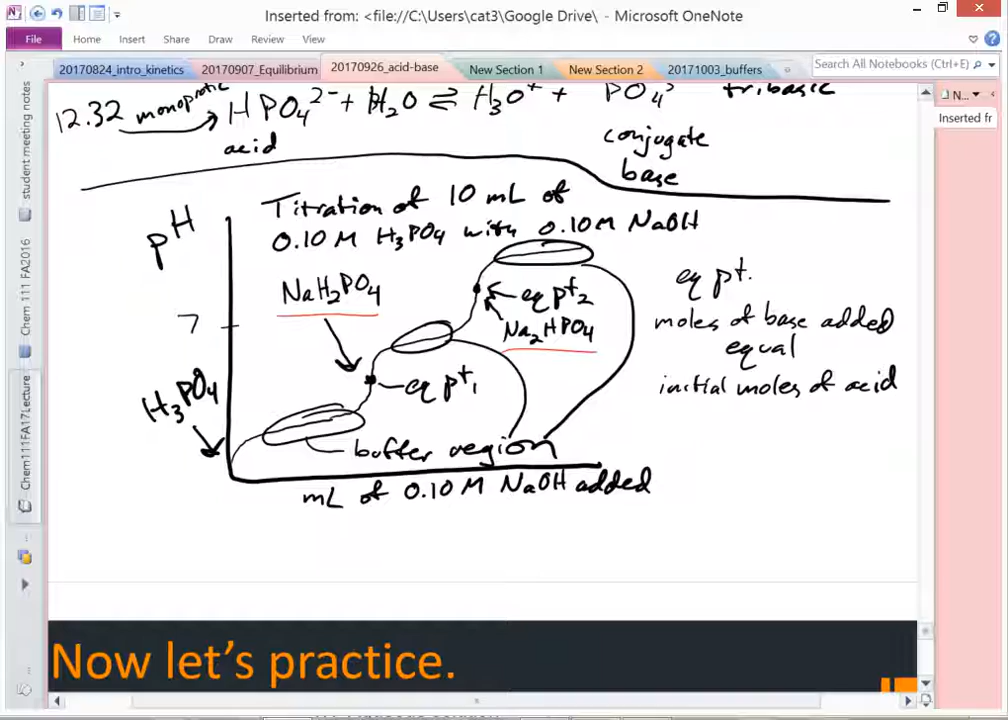 Inserted from: <file://C:\Users\cat3\Google Drive\ - Microsoft OneNote
File Home Insert Share Draw Review View
20170824_intro_kinetics 20170907_Equilibrium 20170926_acid-base New Section 1 New Section 2 20171003_buffers Search All Notebooks (Ctrl+E)
N...
Inserted fr
student meeting notes
Chem 111 FA2016
Chem111FA17Lecture
12.32 monoprotic HPO₄²⁻ + H₂O ⇌ H₃O⁺ + PO₄³ tribasic
acid
conjugate
base
Titration of 10 mL of
0.10 M H₃PO₄ with 0.10 M NaOH
pH
7
H₃PO₄
NaH₂PO₄
eq pt₂
Na₂HPO₄
eq pt₁
buffer region
mL of 0.10 M NaOH added
eq pt.
moles of base added
equal
initial moles of acid
Now let's practice.